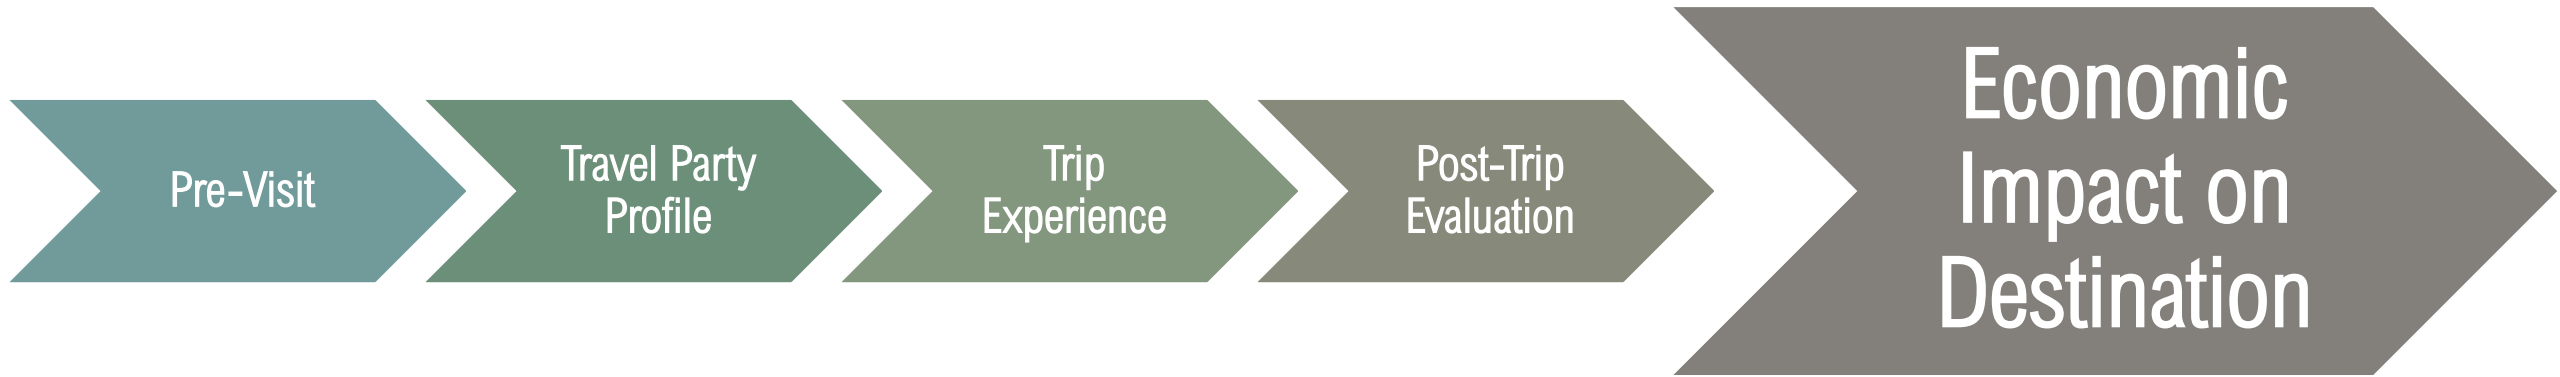 Pre-Visit
Travel Party
Profile
Trip
Experience
Post-Trip
Evaluation
Economic
Impact on
Destination